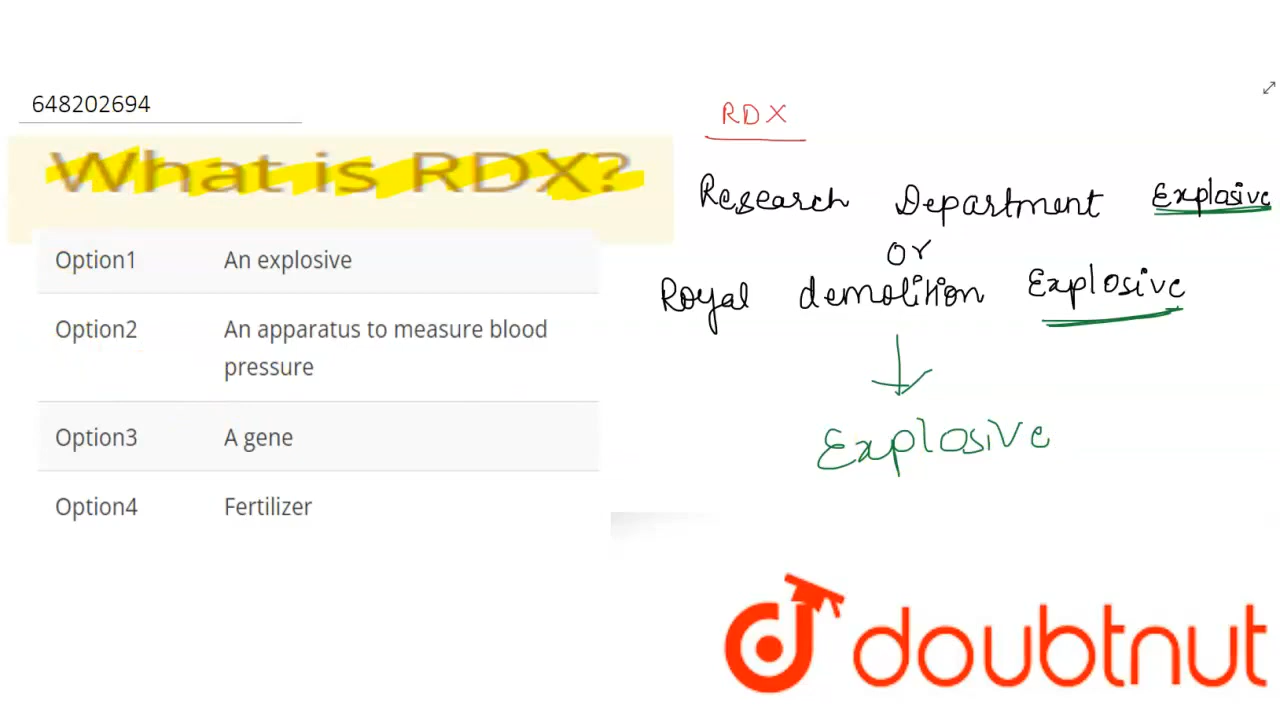 648202694
What is RDX?
Option1 An explosive
Option2 An apparatus to measure blood
pressure
Option3 A gene
Option4 Fertilizer
RDX
Research Department Explosive
or
Royal demolition Explosive
Explosive
doubtnut